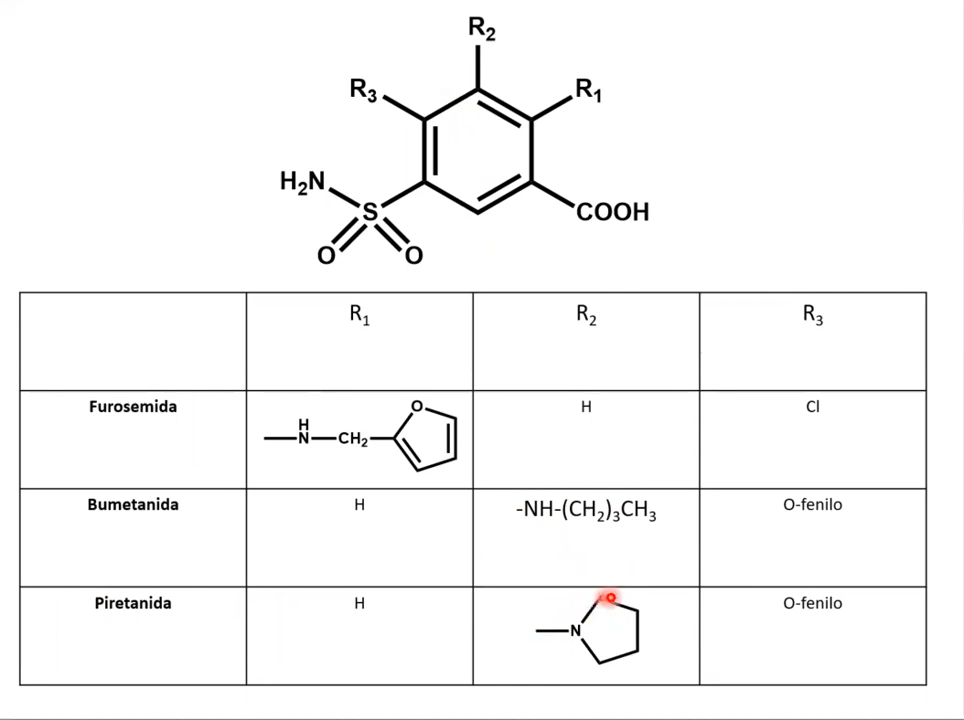 R₂
R₃
R₁
H₂N
S
COOH
O
O
R₁
R₂
R₃
Furosemida
H
N
CH₂
O
H
Cl
Bumetanida
H
-NH-(CH₂)₃CH₃
O-fenilo
Piretanida
H
N
O-fenilo